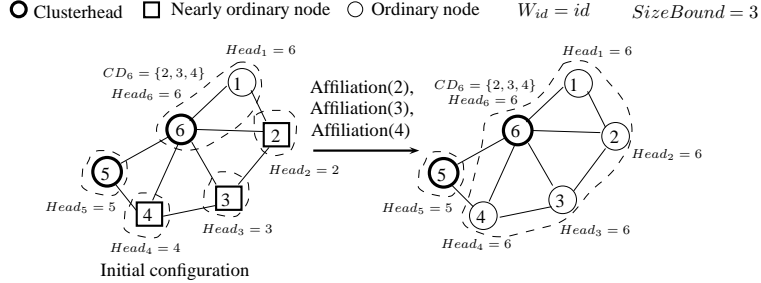 Clusterhead Nearly ordinary node Ordinary node W_{id} = id SizeBound = 3
Head_1 = 6
CD_6 = {2, 3, 4}
Head_6 = 6
1
6
2
Head_2 = 2
5
Head_5 = 5
4
3
Head_3 = 3
Head_4 = 4
Initial configuration
Affiliation(2),
Affiliation(3),
Affiliation(4)
Head_1 = 6
CD_6 = {2, 3, 4}
Head_6 = 6
1
6
2
Head_2 = 6
5
Head_5 = 5
4
3
Head_3 = 6
Head_4 = 6